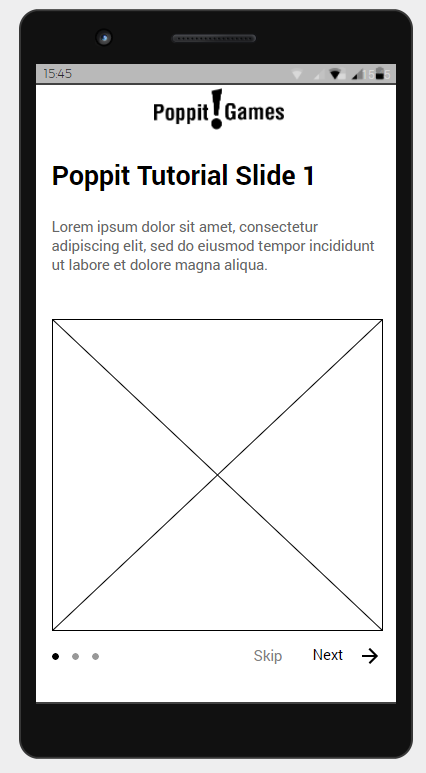 15:45
Poppit!Games
Poppit Tutorial Slide 1
Lorem ipsum dolor sit amet, consectetur
adipiscing elit, sed do eiusmod tempor incididunt
ut labore et dolore magna aliqua.
Skip Next